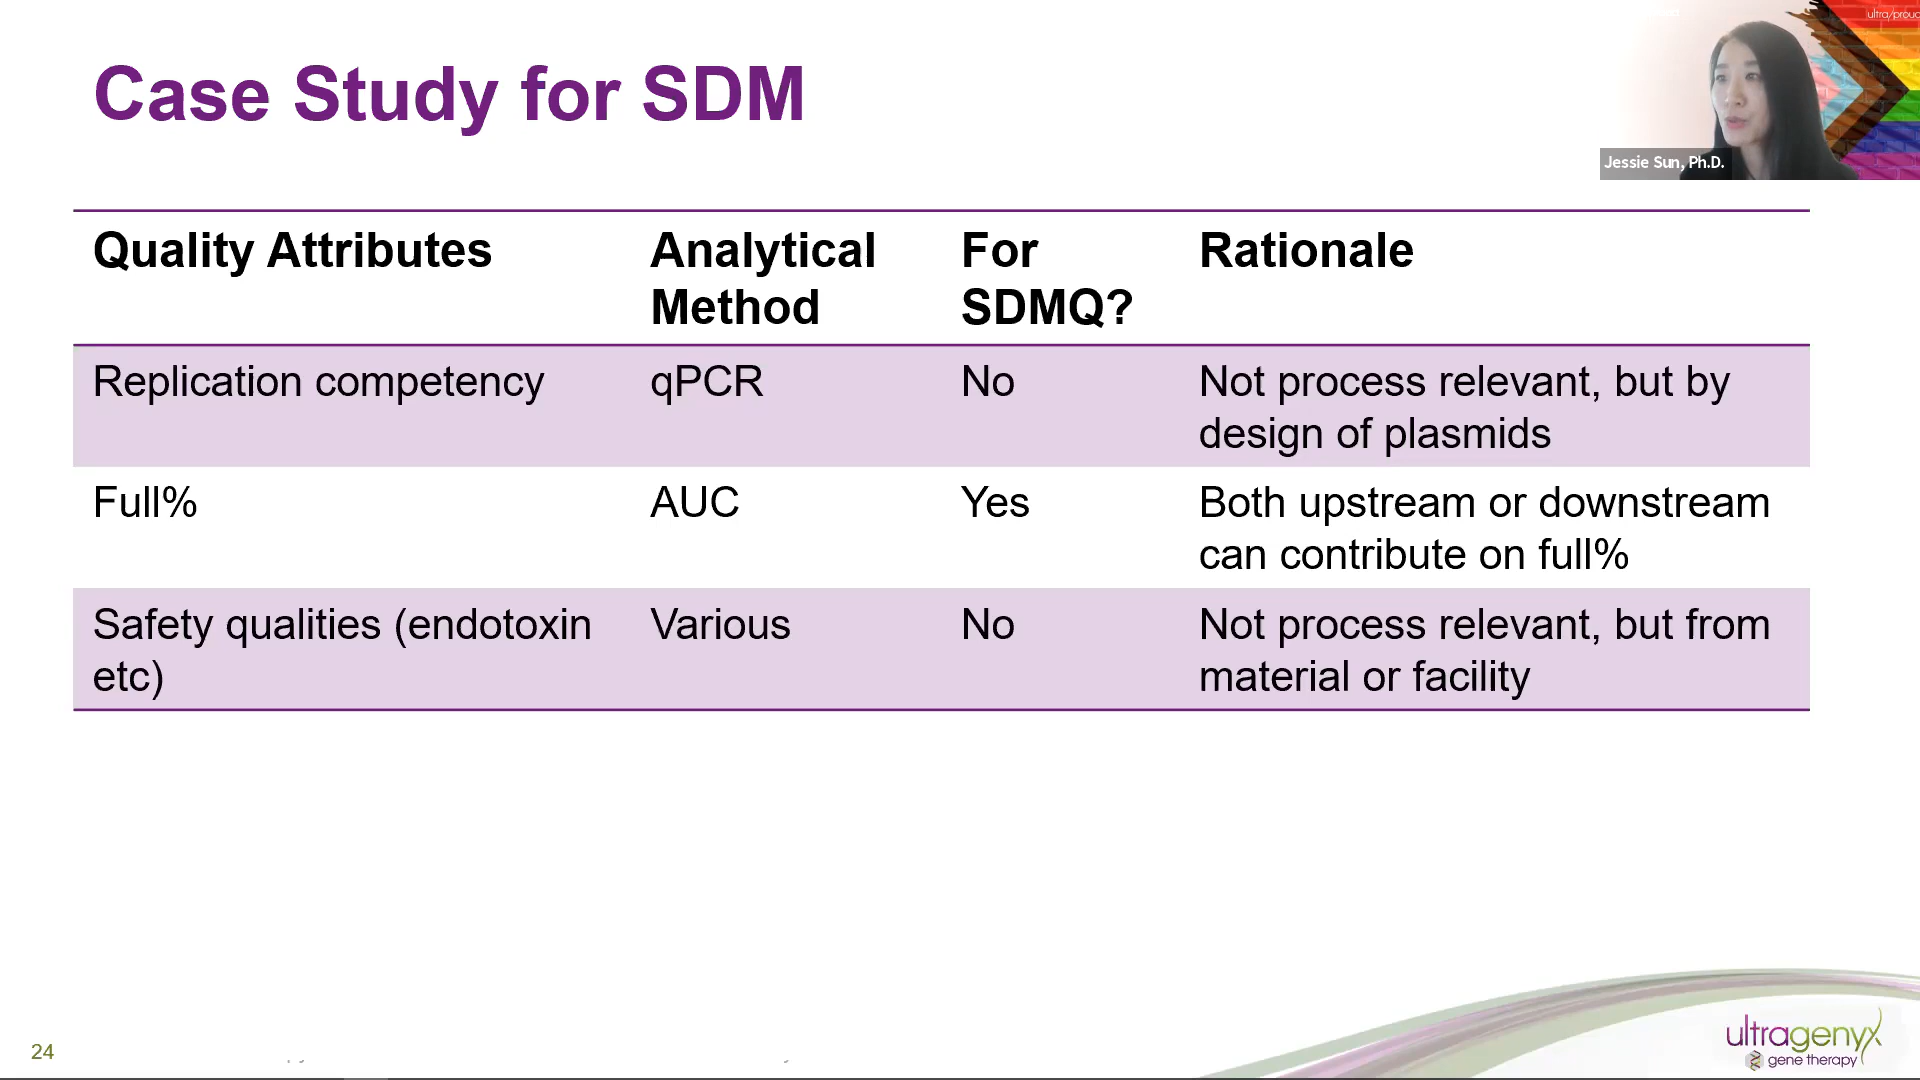 ultra/proud
Case Study for SDM
Jessie Sun, Ph.D.
Quality Attributes
Analytical
Method
For
SDMQ?
Rationale
Replication competency
qPCR
No
Not process relevant, but by
design of plasmids
Full%
AUC
Yes
Both upstream or downstream
can contribute on full%
Safety qualities (endotoxin
etc)
Various
No
Not process relevant, but from
material or facility
24
ultragenyx
gene therapy